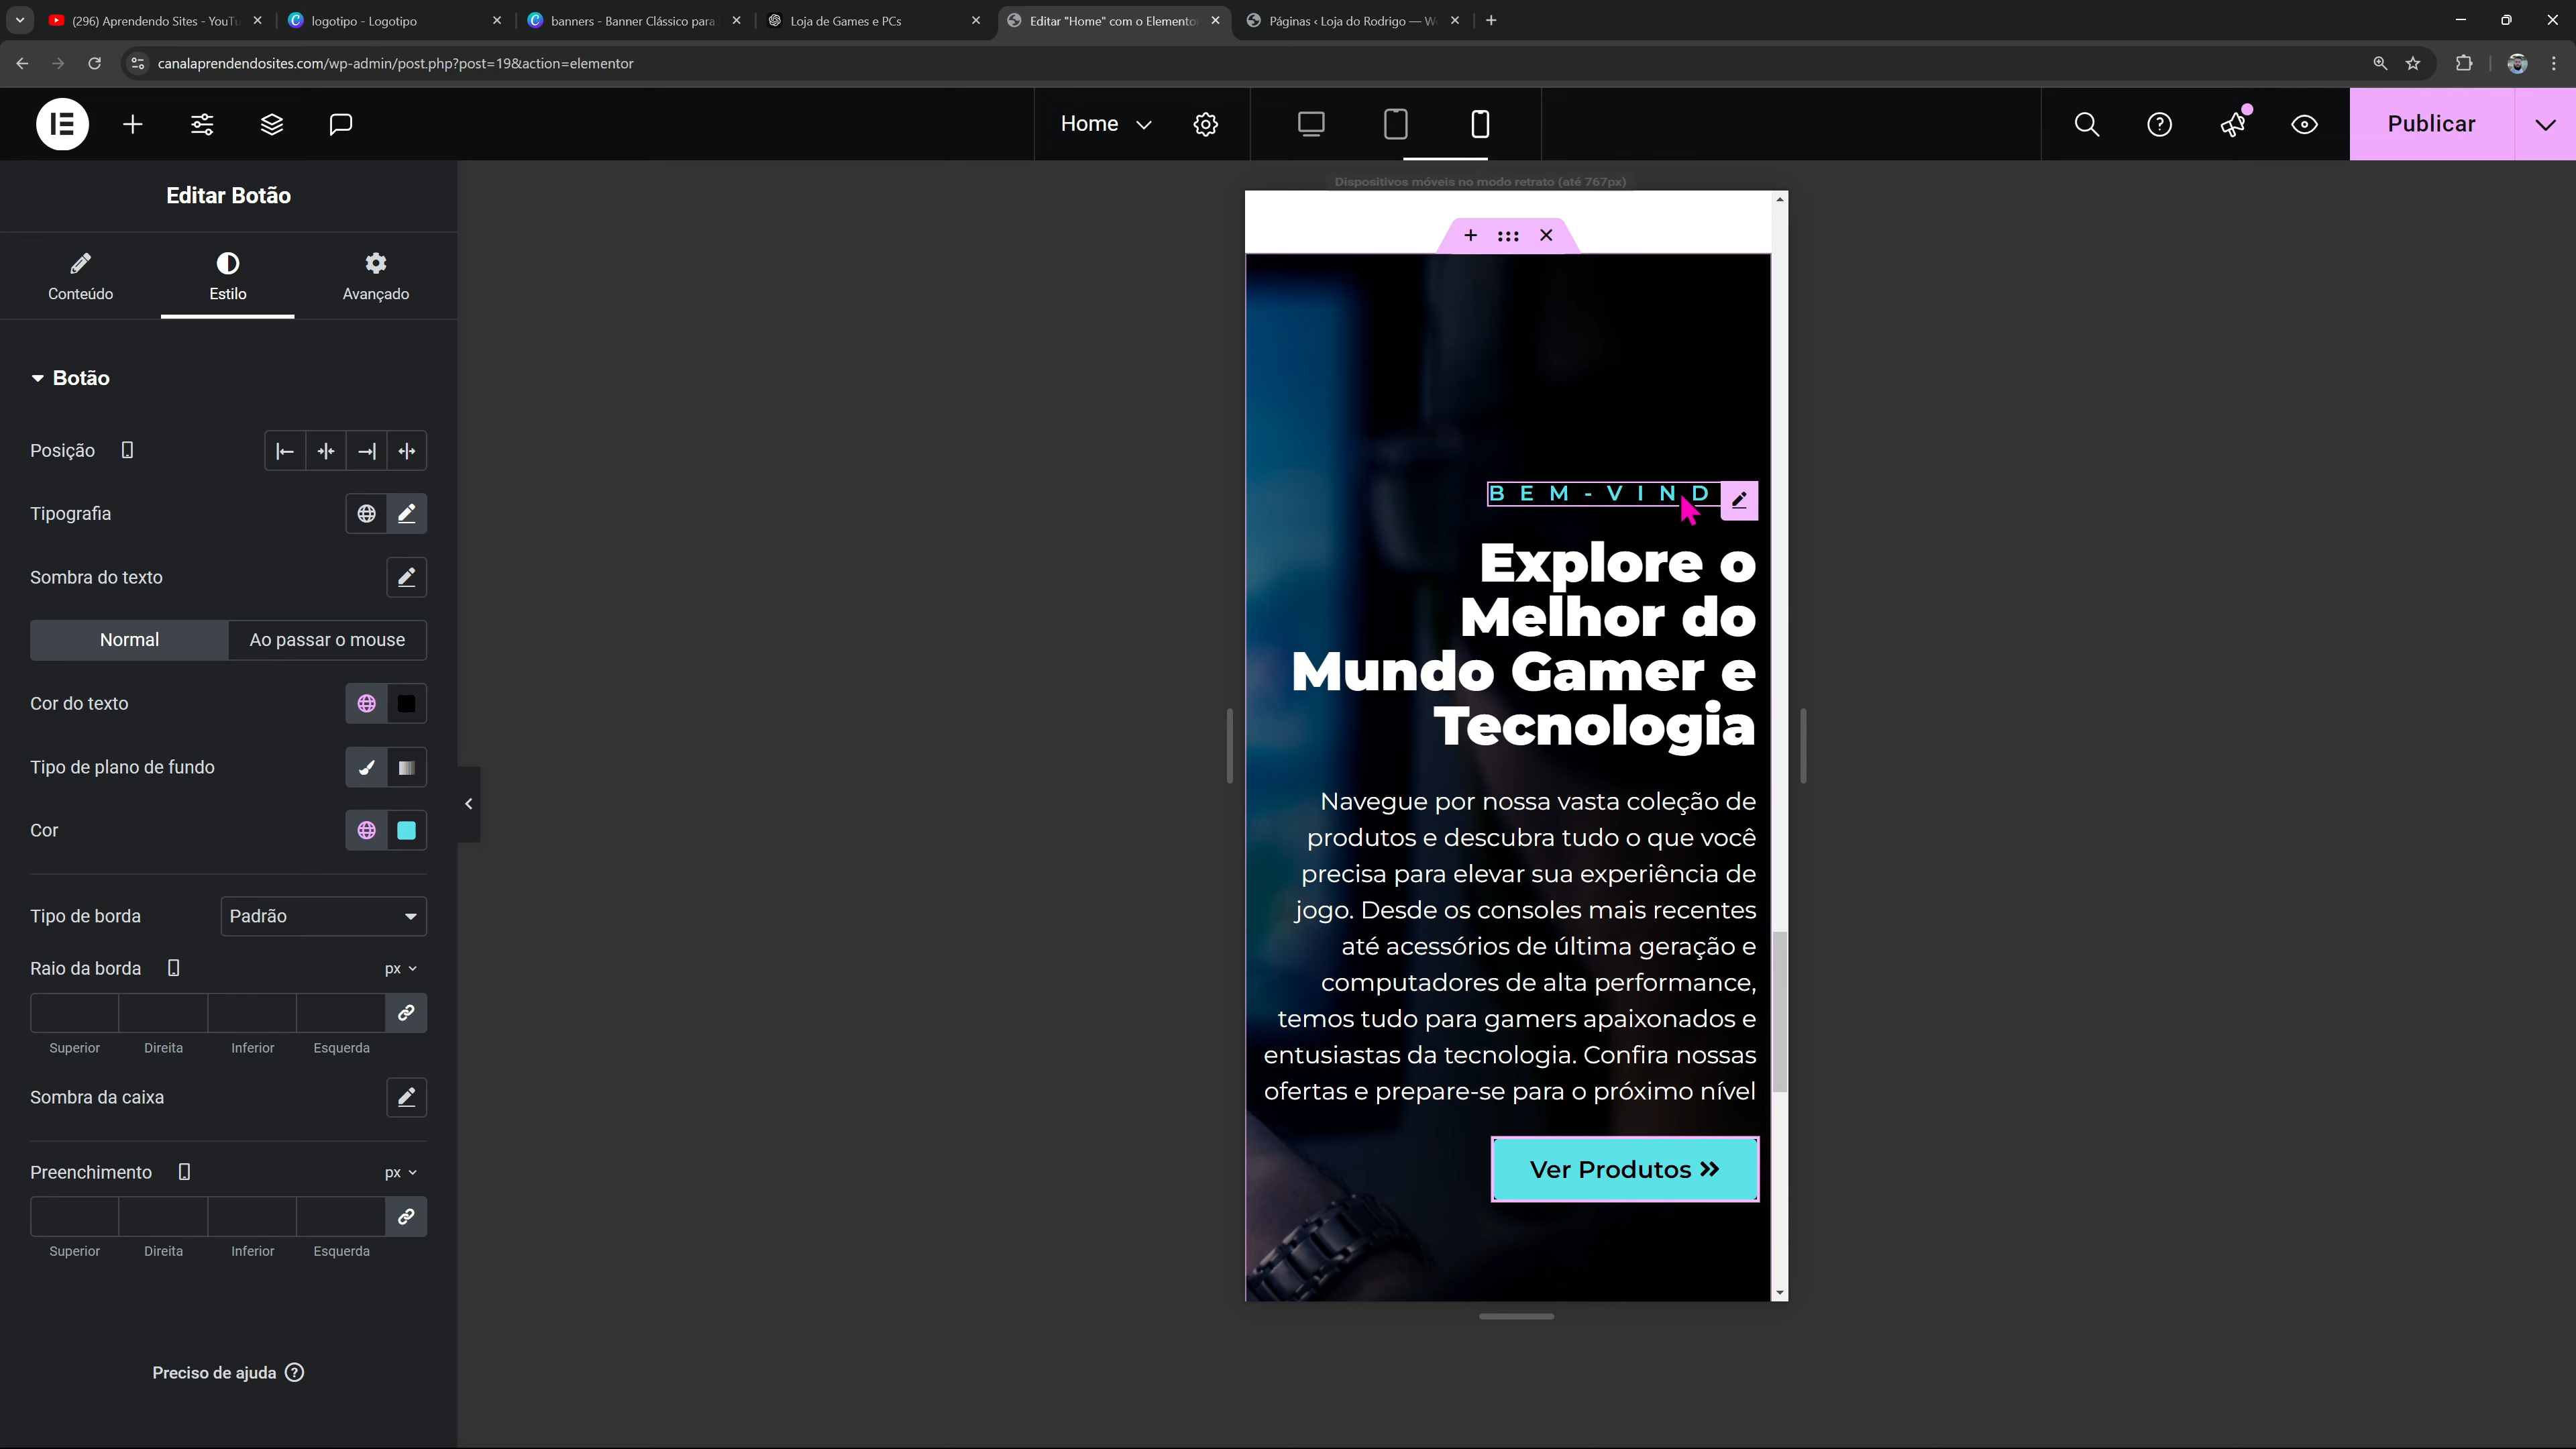 (296) Aprendendo Sites - YouTu
logotipo - Logotipo
banners - Banner Clássico para
Loja de Games e PCs
Editar "Home" com o Elemento
Páginas ‹ Loja do Rodrigo — W
canalaprendendosites.com/wp-admin/post.php?post=19&action=elementor
Home
Publicar
Editar Botão
Dispositivos móveis no modo retrato (até 767px)
Conteúdo
Estilo
Avançado
Botão
Posição
Tipografia
Sombra do texto
Normal
Ao passar o mouse
Cor do texto
Tipo de plano de fundo
Cor
Tipo de borda
Padrão
Raio da borda
px
Superior
Direita
Inferior
Esquerda
Sombra da caixa
Preenchimento
px
Superior
Direita
Inferior
Esquerda
Preciso de ajuda
BEM-VIND
Explore o
Melhor do
Mundo Gamer e
Tecnologia
Navegue por nossa vasta coleção de
produtos e descubra tudo o que você
precisa para elevar sua experiência de
jogo. Desde os consoles mais recentes
até acessórios de última geração e
computadores de alta performance,
temos tudo para gamers apaixonados e
entusiastas da tecnologia. Confira nossas
ofertas e prepare-se para o próximo nível
Ver Produtos »